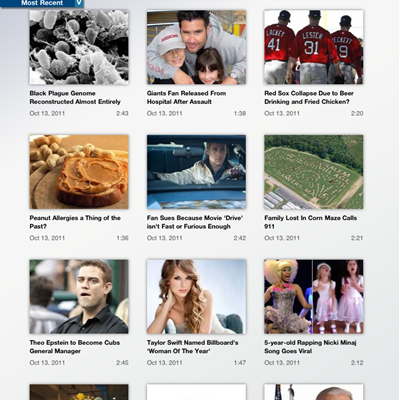 Most Recent
LACKEY LESTER BECKETT
41 31 19
Black Plague Genome
Reconstructed Almost Entirely
Oct 13, 2011 2:43
Giants Fan Released From
Hospital After Assault
Oct 13, 2011 1:38
Red Sox Collapse Due to Beer
Drinking and Fried Chicken?
Oct 13, 2011 2:20
Peanut Allergies a Thing of the
Past?
Oct 13, 2011 1:36
Fan Sues Because Movie 'Drive'
isn't Fast or Furious Enough
Oct 13, 2011 2:42
Family Lost In Corn Maze Calls
911
Oct 13, 2011 2:21
Theo Epstein to Become Cubs
General Manager
Oct 13, 2011 2:45
Taylor Swift Named Billboard's
'Woman Of The Year'
Oct 13, 2011 1:47
5-year-old Rapping Nicki Minaj
Song Goes Viral
Oct 13, 2011 2:12